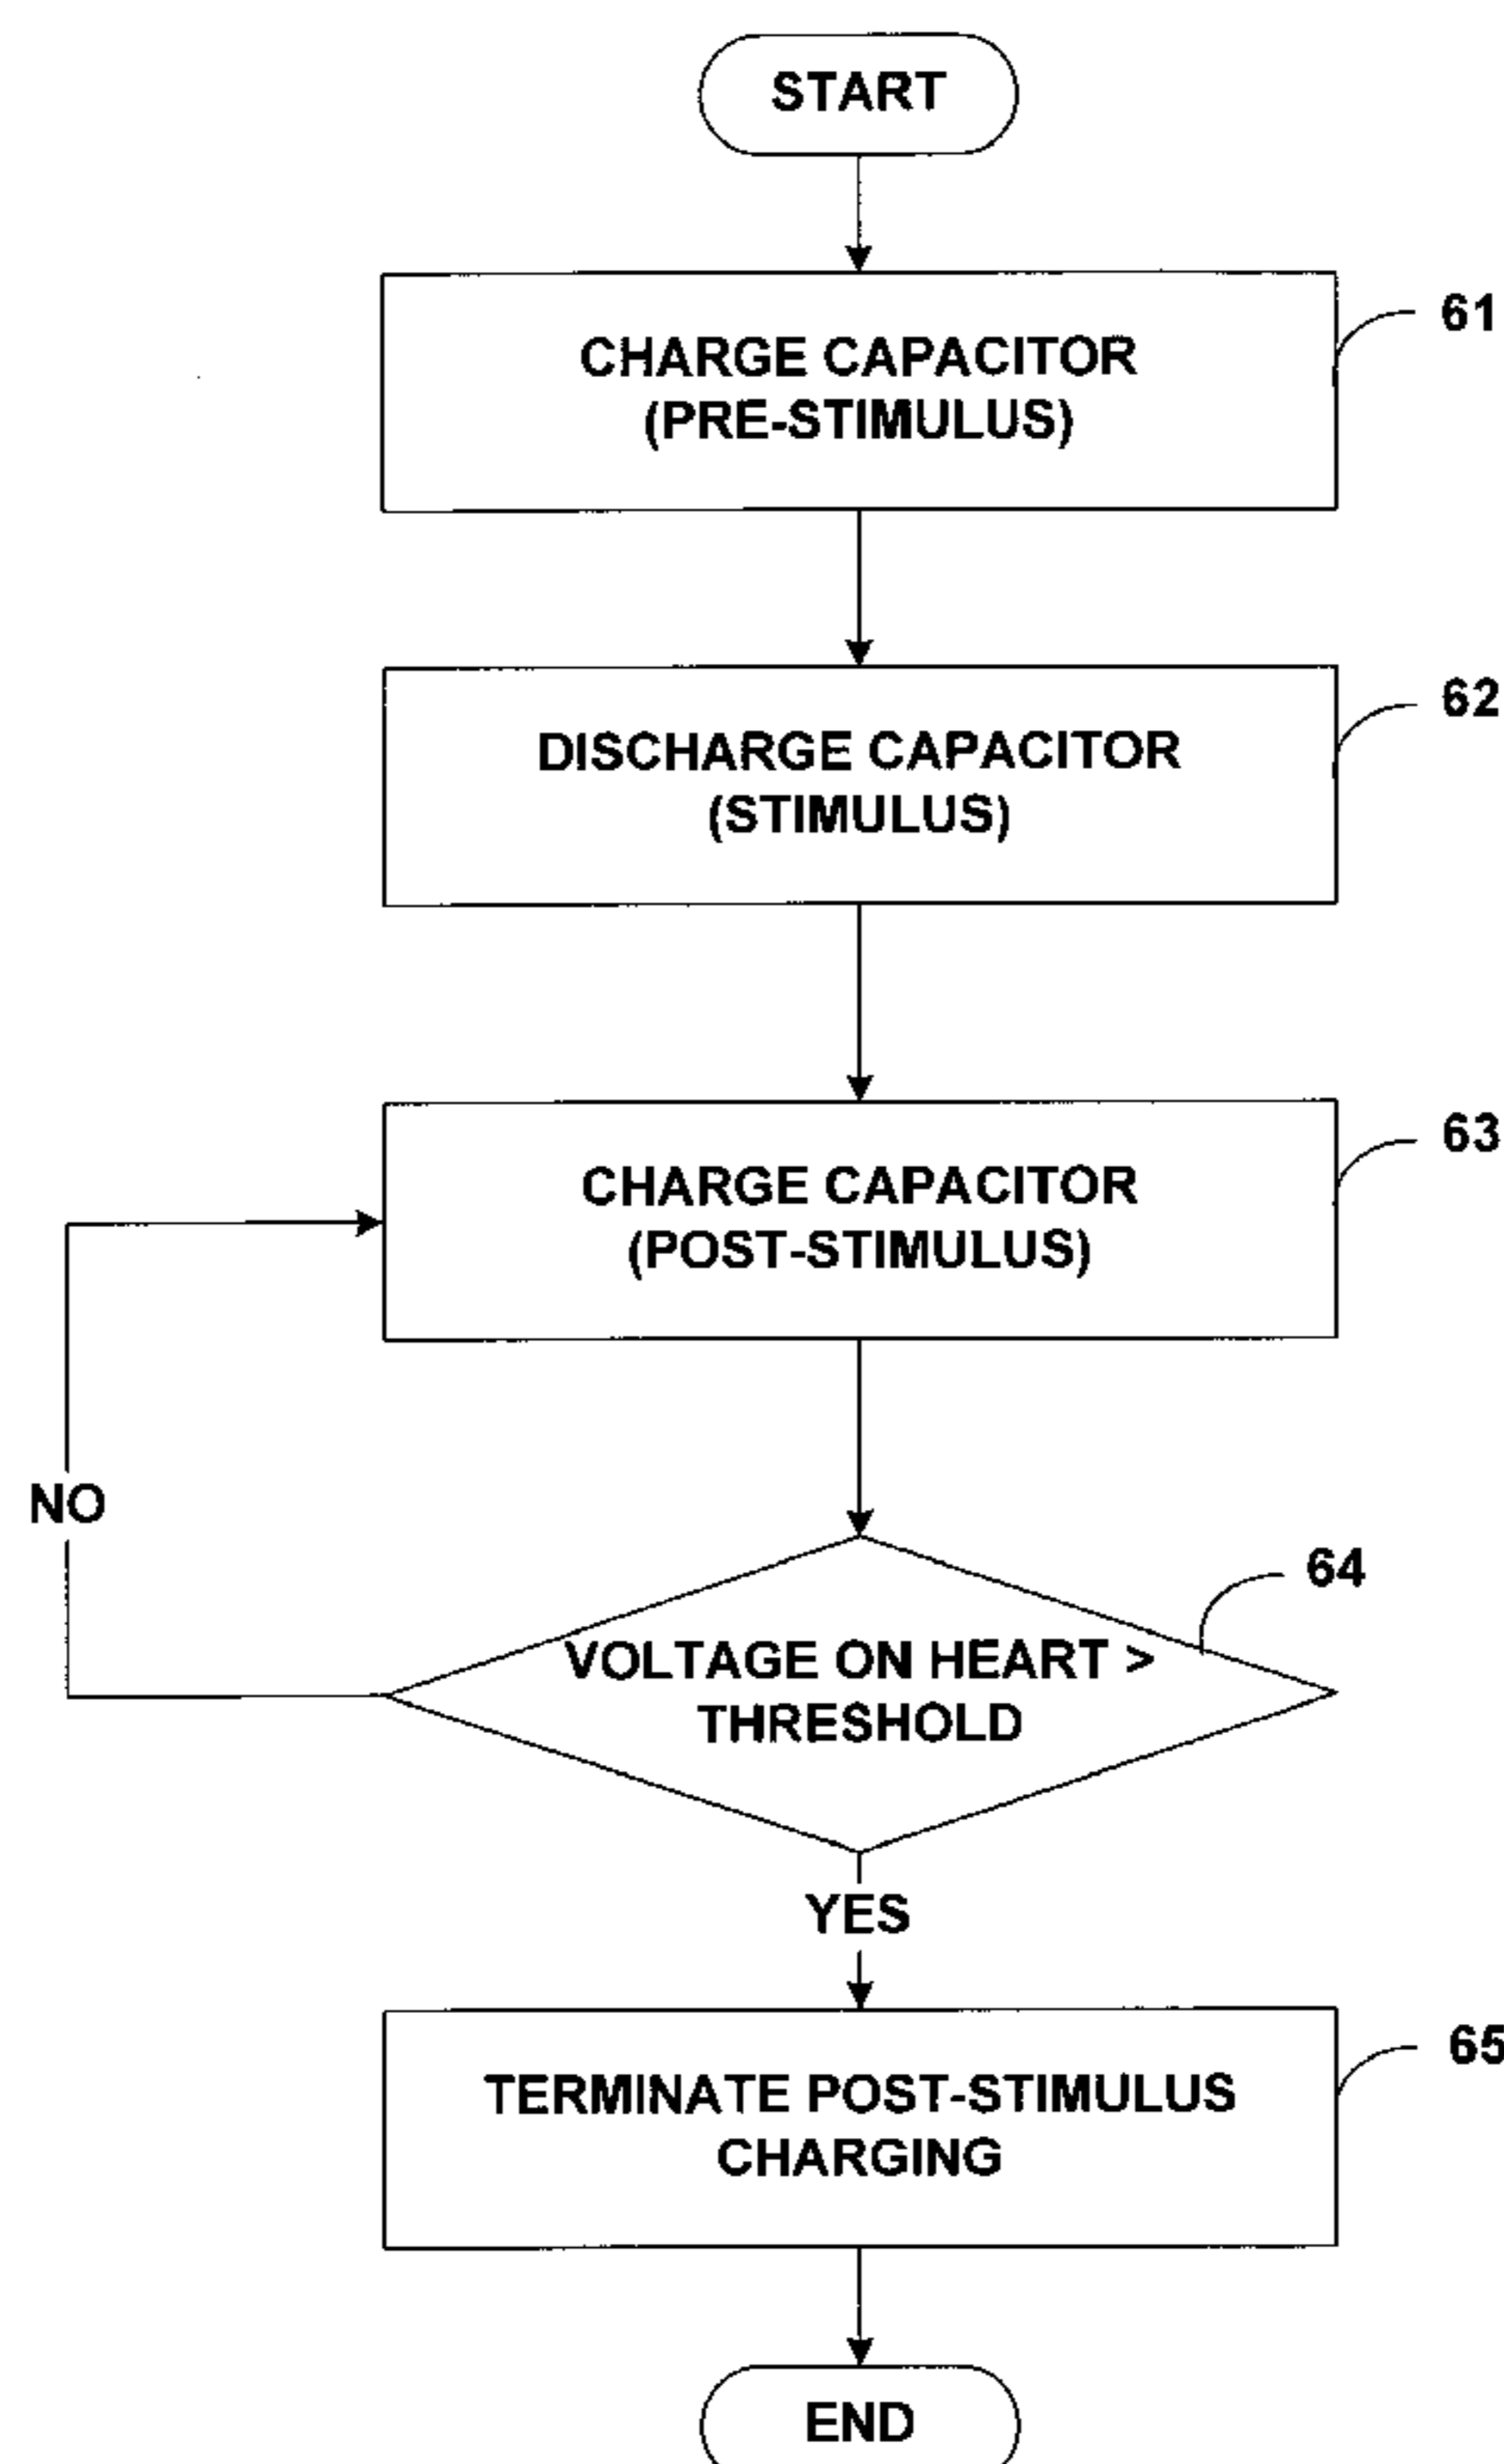 START
CHARGE CAPACITOR
(PRE-STIMULUS)
61
DISCHARGE CAPACITOR
(STIMULUS)
62
CHARGE CAPACITOR
(POST-STIMULUS)
63
NO
VOLTAGE ON HEART >
THRESHOLD
64
YES
TERMINATE POST-STIMULUS
CHARGING
65
END